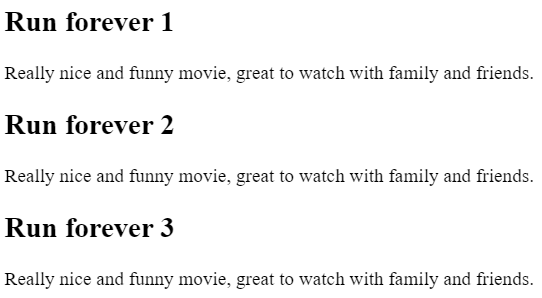 Run forever 1
Really nice and funny movie, great to watch with family and friends.
Run forever 2
Really nice and funny movie, great to watch with family and friends.
Run forever 3
Really nice and funny movie, great to watch with family and friends.